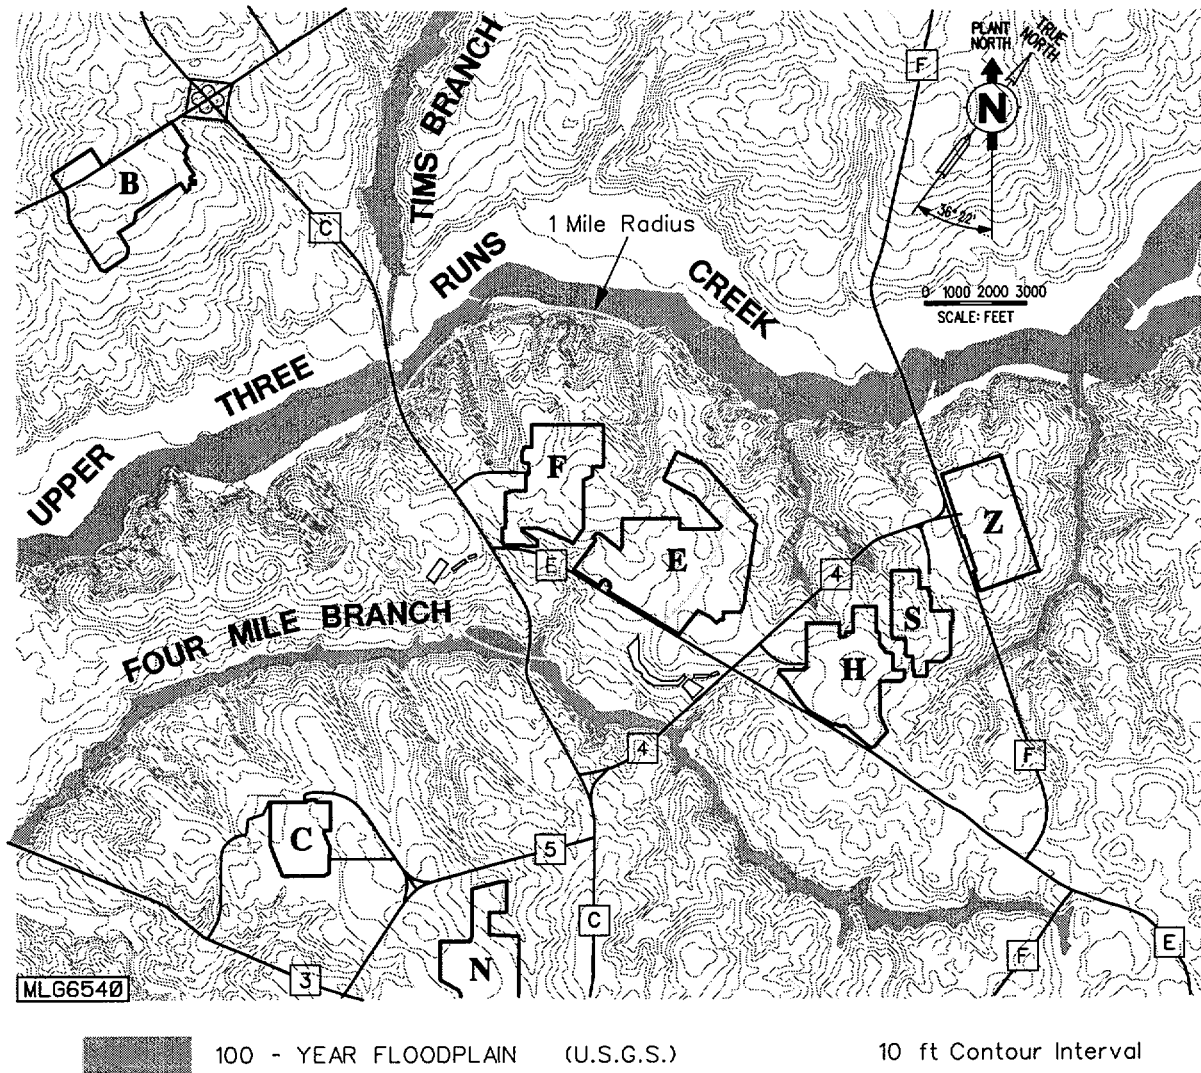 TIMS BRANCH
F
PLANT
NORTH
TRUE
NORTH
N
36° 22'
B
C
1 Mile Radius
0 1000 2000 3000
SCALE: FEET
UPPER THREE RUNS CREEK
F
E
E
Z
4
S
H
FOUR MILE BRANCH
4
F
C
5
C
N
3
F
E
MLG6540
100 - YEAR FLOODPLAIN (U.S.G.S.)
10 ft Contour Interval